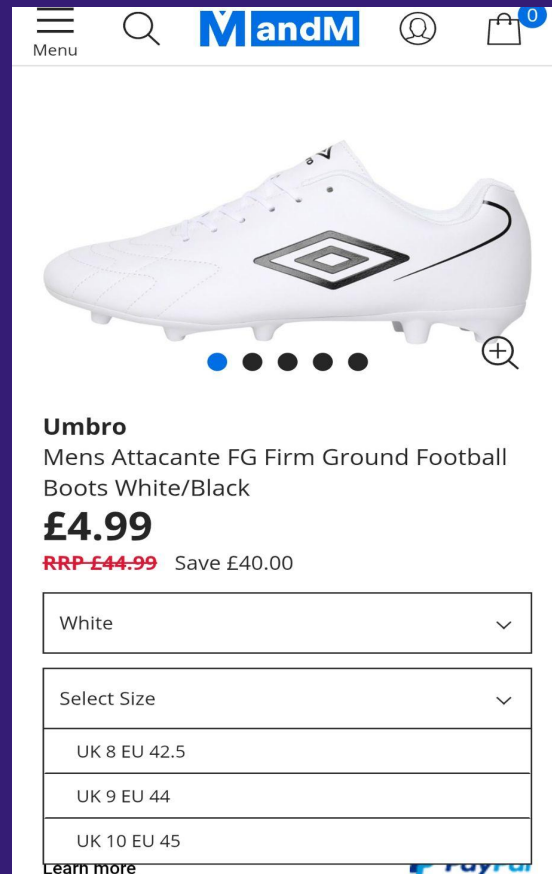 0
MandM
Menu
Umbro
Mens Attacante FG Firm Ground Football
Boots White/Black
£4.99
RRP £44.99 Save £40.00
White
Select Size
UK 8 EU 42.5
UK 9 EU 44
UK 10 EU 45
Learn more PayPal